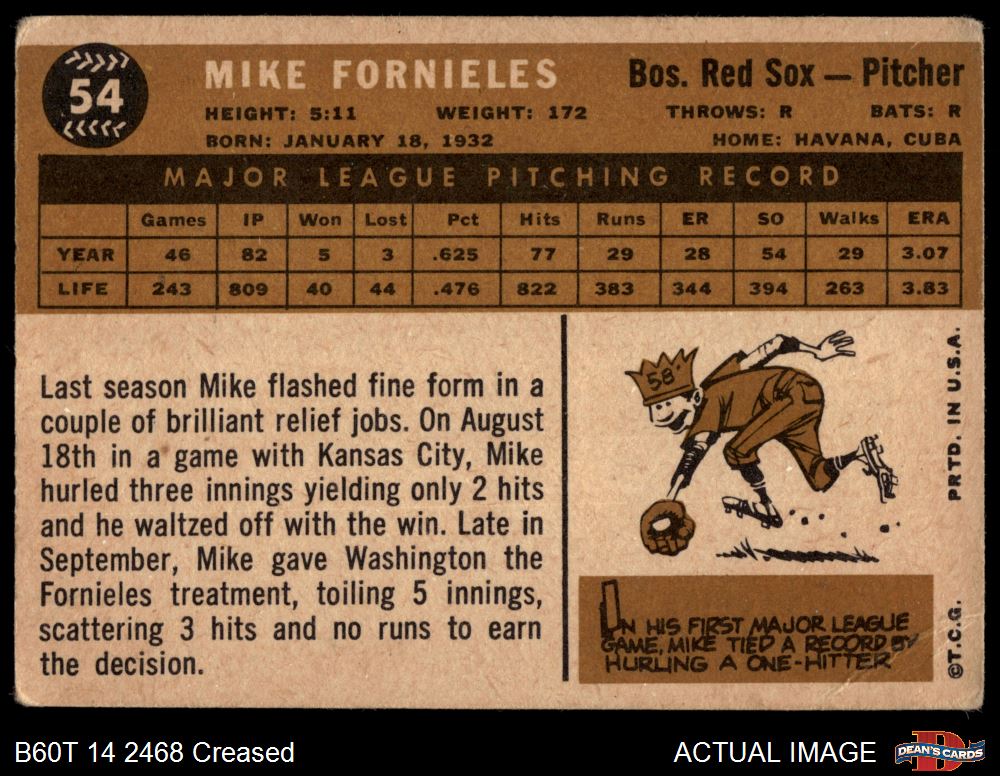 54
MIKE FORNIELES
Bos. Red Sox — Pitcher
HEIGHT: 5:11 WEIGHT: 172 THROWS: R BATS: R
BORN: JANUARY 18, 1932 HOME: HAVANA, CUBA
MAJOR LEAGUE PITCHING RECORD
Games IP Won Lost Pct Hits Runs ER SO Walks ERA
YEAR 46 82 5 3 .625 77 29 28 54 29 3.07
LIFE 243 809 40 44 .476 822 383 344 394 263 3.83
Last season Mike flashed fine form in a
couple of brilliant relief jobs. On August
18th in a game with Kansas City, Mike
hurled three innings yielding only 2 hits
and he waltzed off with the win. Late in
September, Mike gave Washington the
Fornieles treatment, toiling 5 innings,
scattering 3 hits and no runs to earn
the decision.
58
IN HIS FIRST MAJOR LEAGUE
GAME, MIKE TIED A RECORD BY
HURLING A ONE-HITTER
©T.C.G. PRTD. IN U.S.A.
B60T 14 2468 Creased
ACTUAL IMAGE
D
DEAN'S CARDS